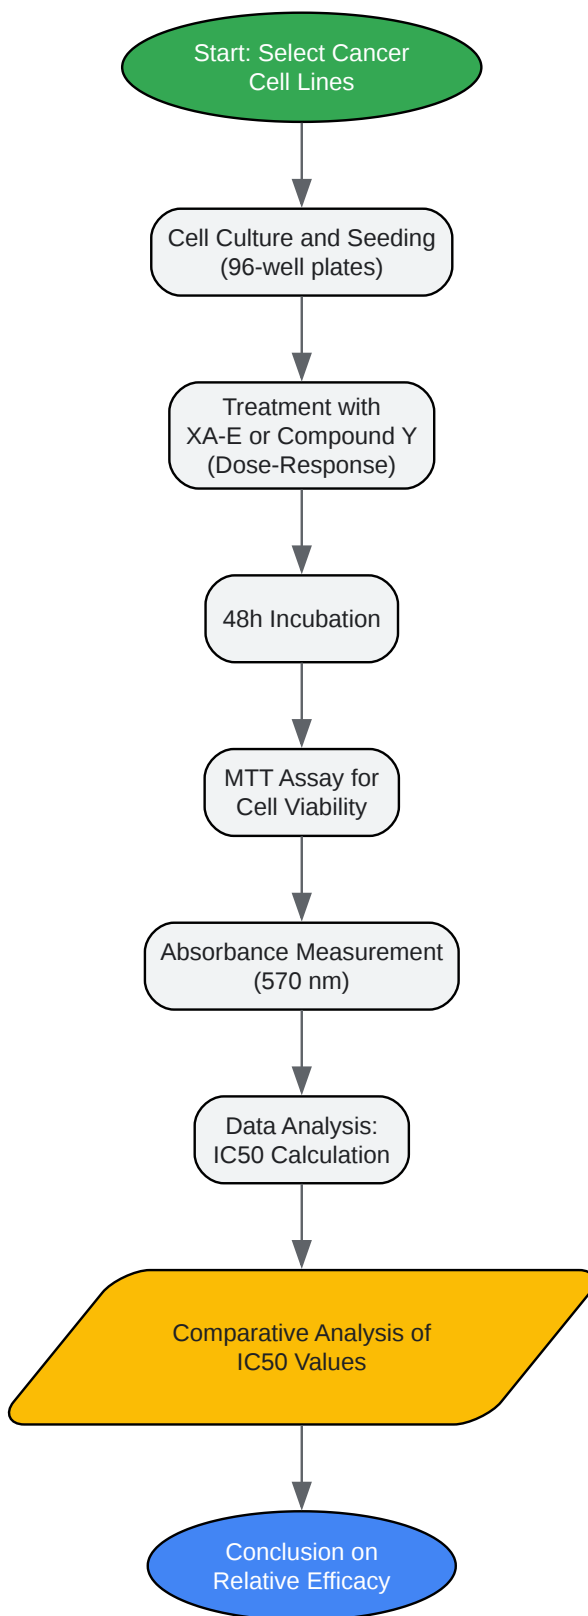 Start: Select Cancer
Cell Lines
Cell Culture and Seeding
(96-well plates)
Treatment with
XA-E or Compound Y
(Dose-Response)
48h Incubation
MTT Assay for
Cell Viability
Absorbance Measurement
(570 nm)
Data Analysis:
IC50 Calculation
Comparative Analysis of
IC50 Values
Conclusion on
Relative Efficacy